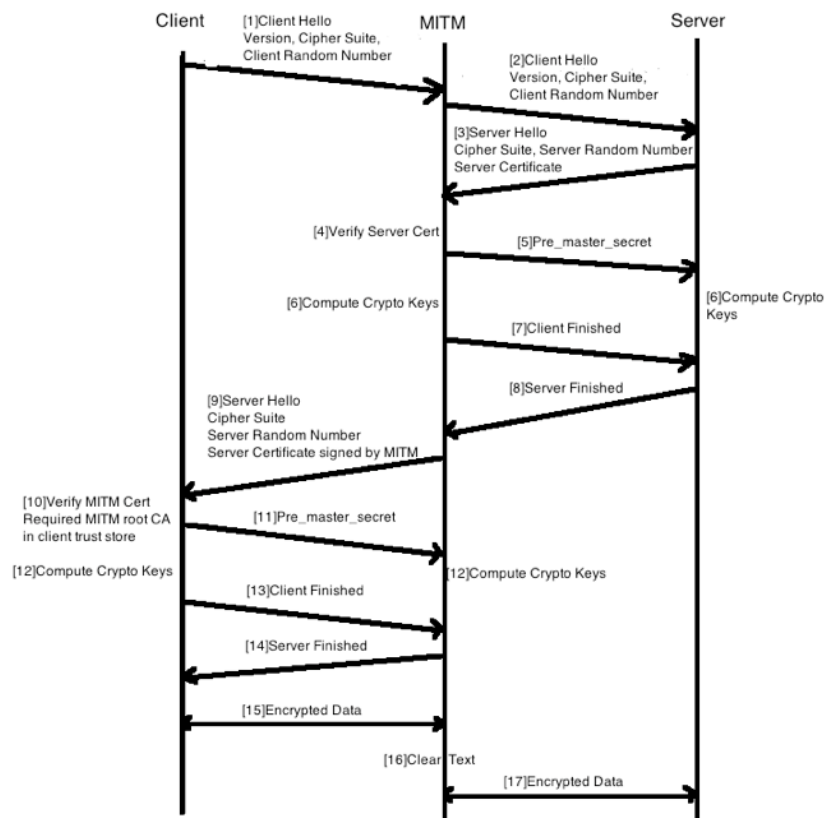 Client
MITM
Server
[1]Client Hello
Version, Cipher Suite,
Client Random Number
[2]Client Hello
Version, Cipher Suite,
Client Random Number
[3]Server Hello
Cipher Suite, Server Random Number
Server Certificate
[4]Verify Server Cert
[5]Pre_master_secret
[6]Compute Crypto Keys
[6]Compute Crypto
Keys
[7]Client Finished
[8]Server Finished
[9]Server Hello
Cipher Suite
Server Random Number
Server Certificate signed by MITM
[10]Verify MITM Cert
Required MITM root CA
in client trust store
[11]Pre_master_secret
[12]Compute Crypto Keys
[12]Compute Crypto Keys
[13]Client Finished
[14]Server Finished
[15]Encrypted Data
[16]Clear Text
[17]Encrypted Data